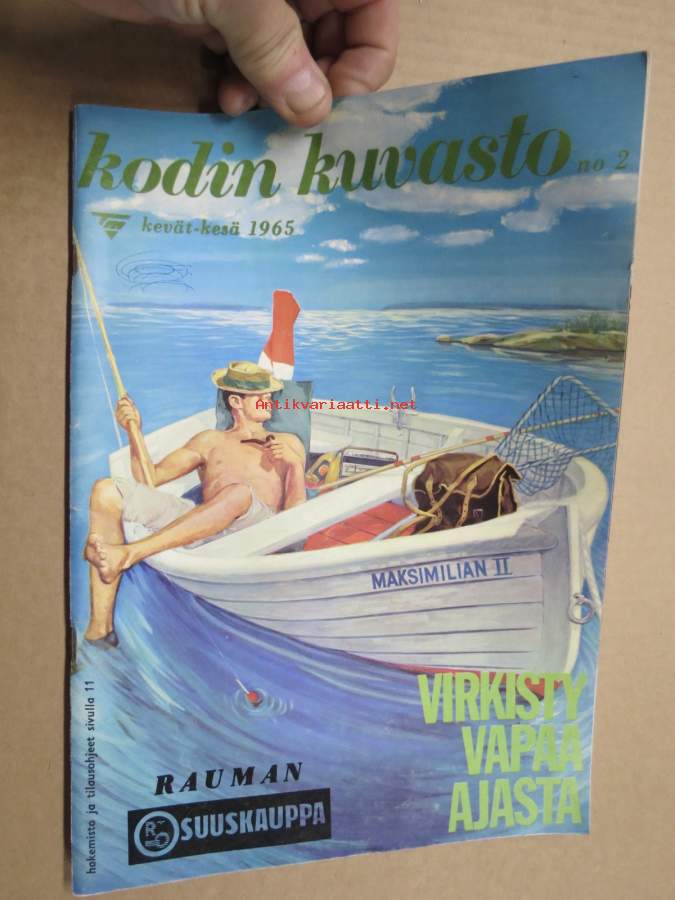 kodin kuvasto no 2
kevät-kesä 1965
Antikvariaatti.net
MAKSIMILIAN II
VIRKISTY
VAPAA
AJASTA
RAUMAN
OSUUSKAUPPA
hakemisto ja tilausohjeet sivulla 11